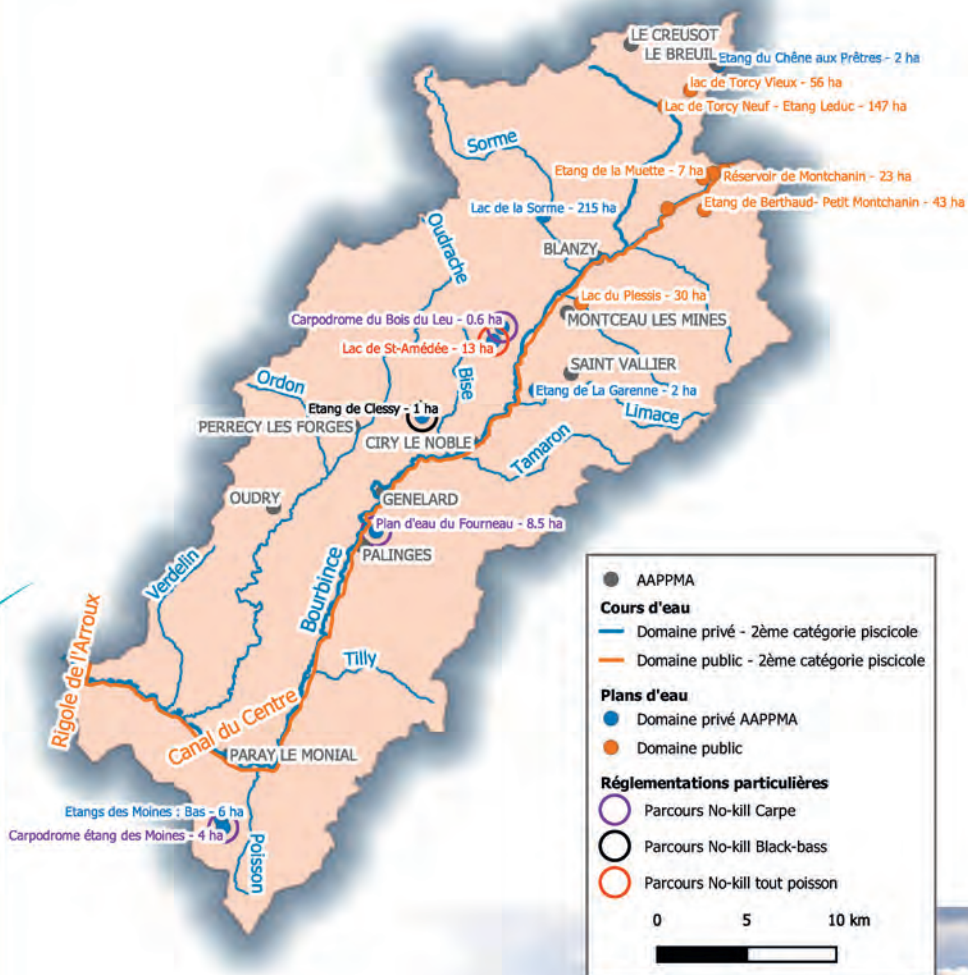 LE CREUSOT
LE BREUIL
Etang du Chêne aux Prêtres - 2 ha
lac de Torcy Vieux - 56 ha
Lac de Torcy Neuf - Etang Leduc - 147 ha
Sorme
Etang de la Muette - 7 ha
Réservoir de Montchanin - 23 ha
Etang de Berthaud- Petit Montchanin - 43 ha
Lac de la Sorme - 215 ha
Oudrache
BLANZY
Lac du Plessis - 30 ha
Carpodrome du Bois du Leu - 0.6 ha
MONTCEAU LES MINES
Lac de St-Amédée - 13 ha
Bise
SAINT VALLIER
Ordon
Etang de La Garenne - 2 ha
Etang de Clessy - 1 ha
Limace
PERRECY LES FORGES
CIRY LE NOBLE
Tamaron
OUDRY
GENELARD
Plan d'eau du Fourneau - 8.5 ha
PALINGES
Verdelin
Bourbince
Tilly
Rigole de l'Arroux
Canal du Centre
PARAY LE MONIAL
Etangs des Moines : Bas - 6 ha
Carpodrome étang des Moines - 4 ha
Poisson
AAPPMA
Cours d'eau
Domaine privé - 2ème catégorie piscicole
Domaine public - 2ème catégorie piscicole
Plans d'eau
Domaine privé AAPPMA
Domaine public
Réglementations particulières
Parcours No-kill Carpe
Parcours No-kill Black-bass
Parcours No-kill tout poisson
0 5 10 km